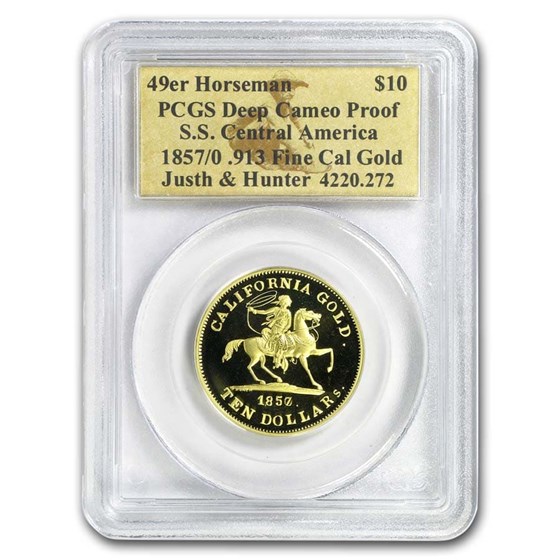 49er Horseman $10
PCGS Deep Cameo Proof
S.S. Central America
1857/0 .913 Fine Cal Gold
Justh & Hunter 4220.272
CALIFORNIA GOLD.
1857.
TEN DOLLARS.